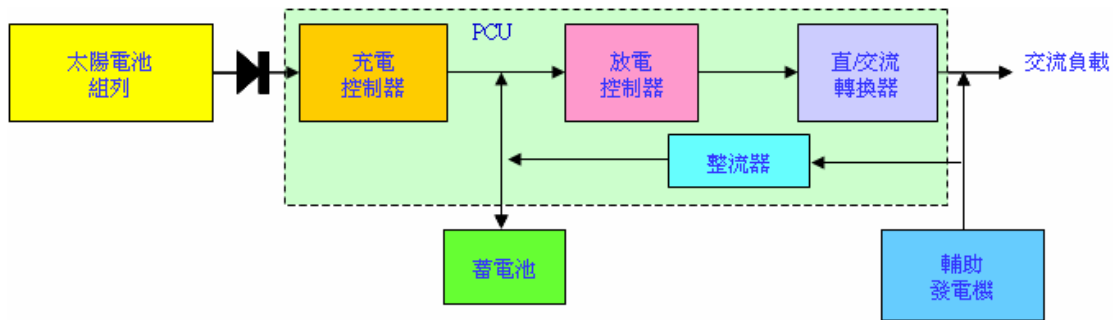 PCU
太陽電池
組列
充電
控制器
放電
控制器
直/交流
轉換器
交流負載
整流器
蓄電池
輔助
發電機